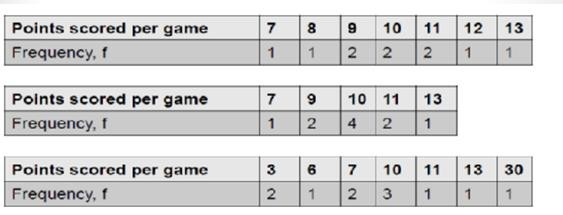 Points scored per game 7 8 9 10 11 12 13
Frequency, f 1 1 2 2 2 1 1
Points scored per game 7 9 10 11 13
Frequency, f 1 2 4 2 1
Points scored per game 3 6 7 10 11 13 30
Frequency, f 2 1 2 3 1 1 1